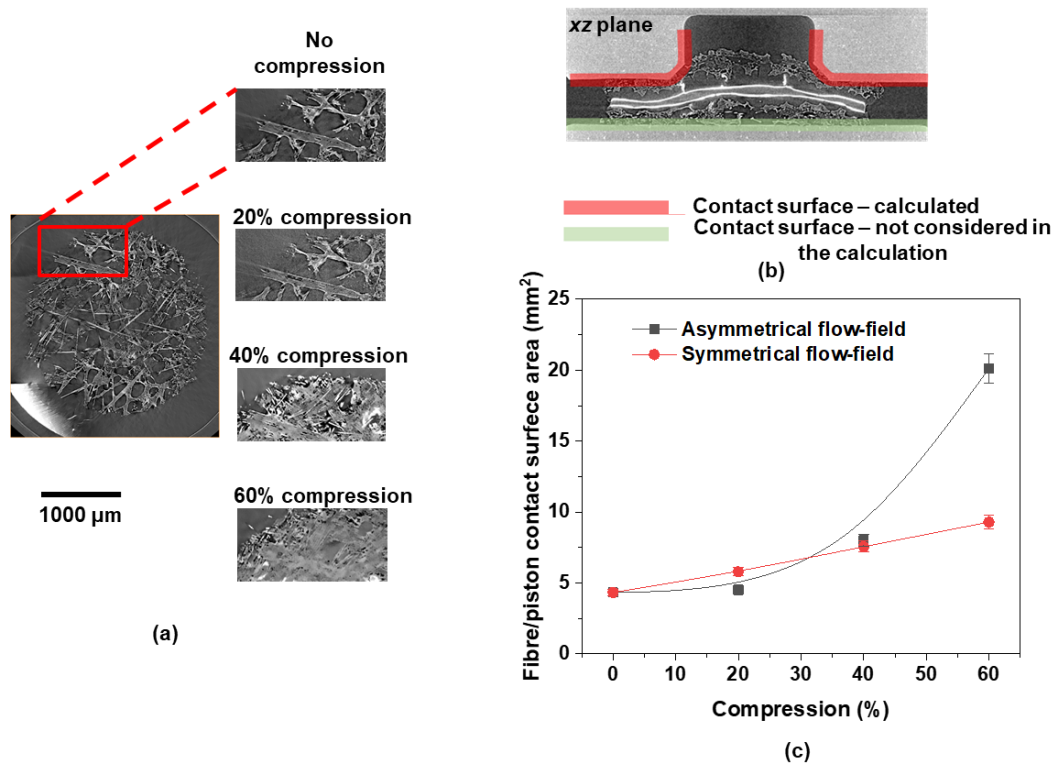 No
compression
20% compression
40% compression
60% compression
1000 µm
(a)
xz plane
Contact surface – calculated
Contact surface – not considered in
the calculation
(b)
Fibre/piston contact surfece area (mm²)
25
20
15
10
5
0
Asymmetrical flow-field
Symmetrical flow-field
0 10 20 30 40 50 60
Compression (%)
(c)